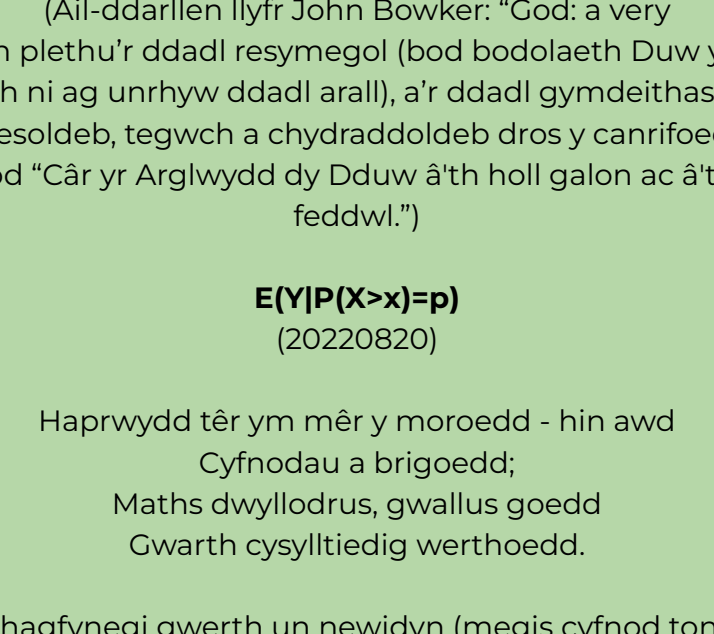 (Ail-ddarllen llyfr John Bowker: “God: a very
n plethu’r ddadl resymegol (bod bodolaeth Duw y
h ni ag unrhyw ddadl arall), a’r ddadl gymdeithas
esoldeb, tegwch a chydraddoldeb dros y canrifoe
od “Câr yr Arglwydd dy Dduw â'th holl galon ac â't
feddwl.”)
E(Y|P(X>x)=p)
(20220820)
Haprwydd têr ym mêr y moroedd - hin awd
Cyfnodau a brigoedd;
Maths dwyllodrus, gwallus goedd
Gwarth cysylltiedig werthoedd.
hagfynegi gwerth un newidyn (megis cyfnod ton